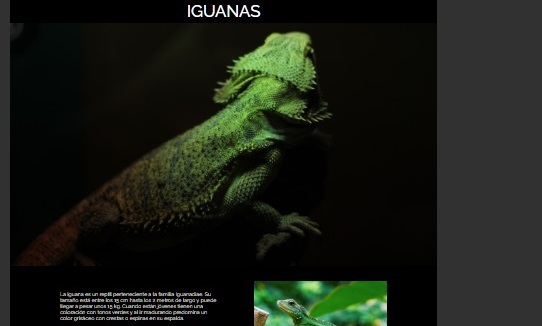 IGUANAS
La iguana es un reptil perteneciente a la familia Iguanadiae. Su
tamaño está entre los 15 cm hasta los 2 metros de largo y puede
llegar a pesar unos 15 kg. Cuando están jóvenes tienen una
coloración con tonos verdes y al ir madurando predomina un
color grisáceo con crestas o espinas en su espalda.